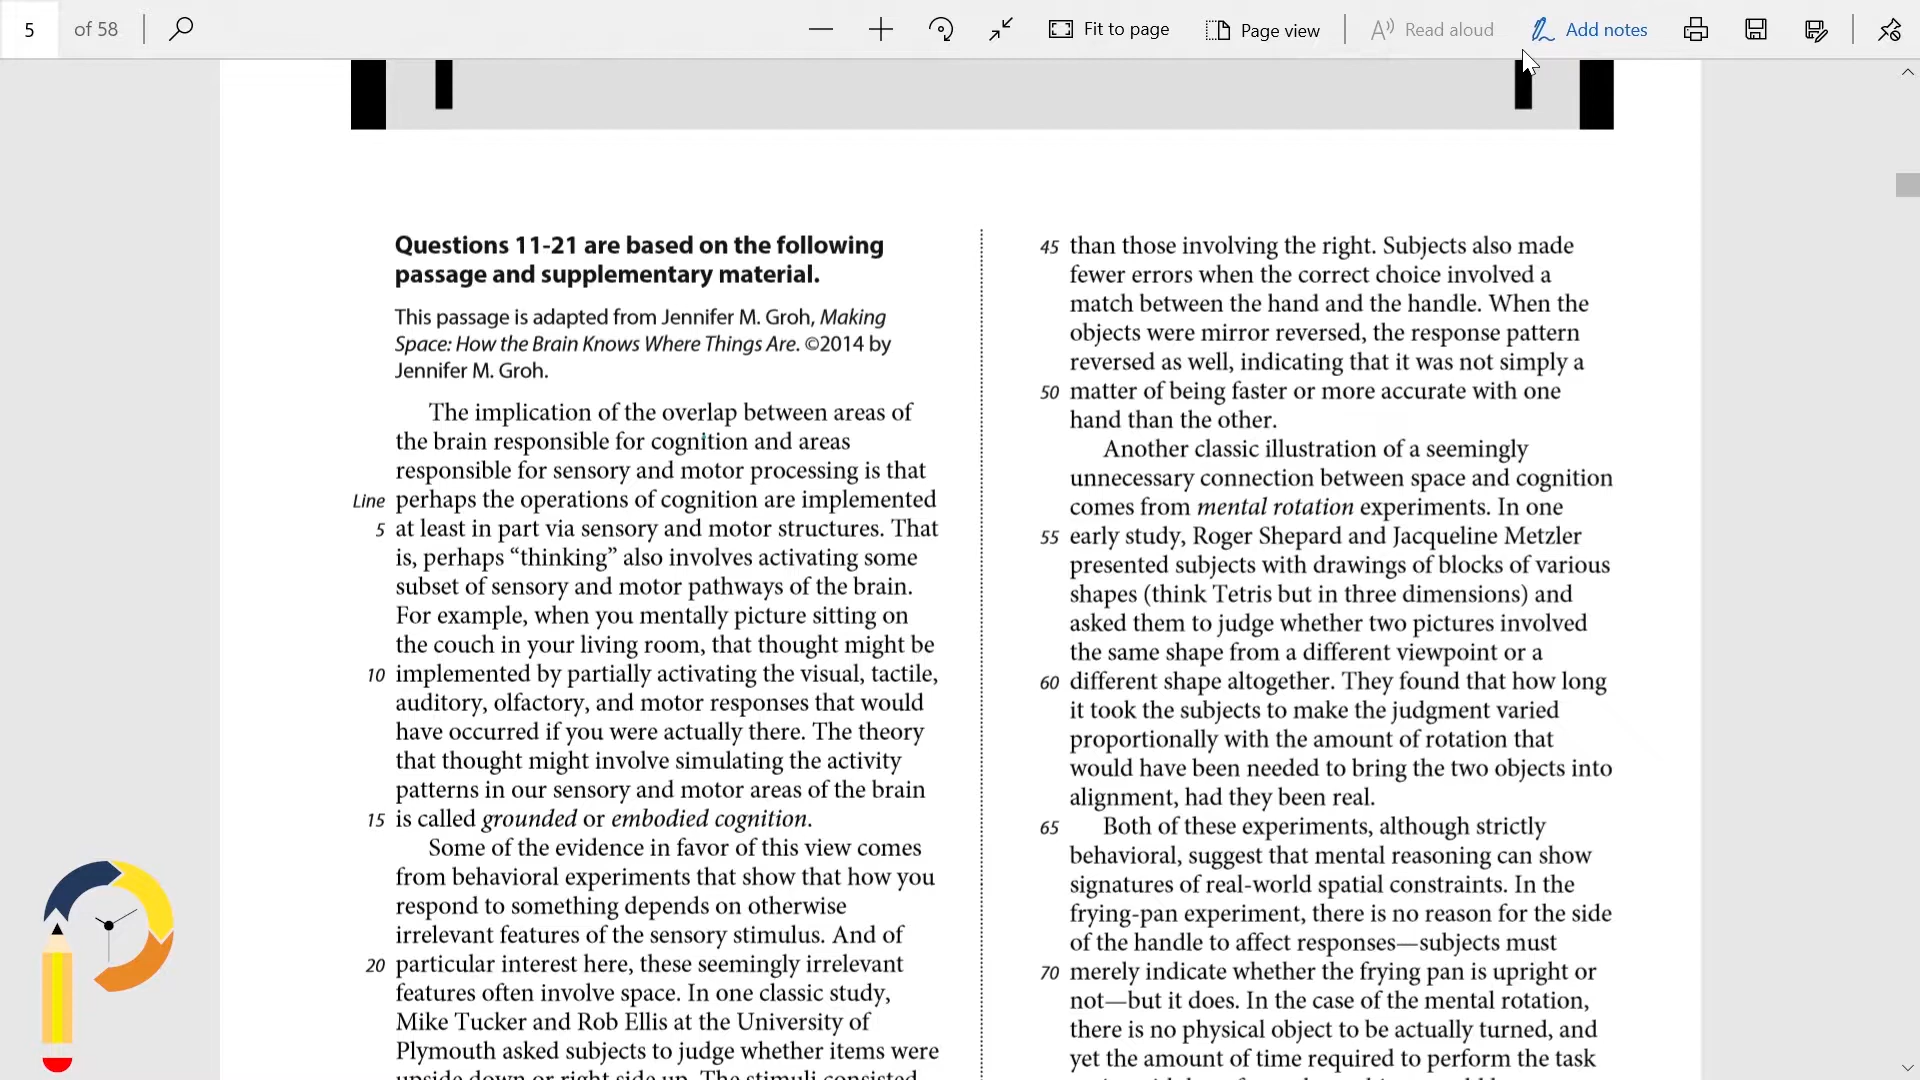 5 of 58 Fit to page Page view Read aloud Add notes
Questions 11-21 are based on the following
passage and supplementary material.
This passage is adapted from Jennifer M. Groh, Making
Space: How the Brain Knows Where Things Are. ©2014 by
Jennifer M. Groh.
The implication of the overlap between areas of
the brain responsible for cognition and areas
responsible for sensory and motor processing is that
Line perhaps the operations of cognition are implemented
5 at least in part via sensory and motor structures. That
is, perhaps “thinking” also involves activating some
subset of sensory and motor pathways of the brain.
For example, when you mentally picture sitting on
the couch in your living room, that thought might be
10 implemented by partially activating the visual, tactile,
auditory, olfactory, and motor responses that would
have occurred if you were actually there. The theory
that thought might involve simulating the activity
patterns in our sensory and motor areas of the brain
15 is called grounded or embodied cognition.
Some of the evidence in favor of this view comes
from behavioral experiments that show that how you
respond to something depends on otherwise
irrelevant features of the sensory stimulus. And of
20 particular interest here, these seemingly irrelevant
features often involve space. In one classic study,
Mike Tucker and Rob Ellis at the University of
Plymouth asked subjects to judge whether items were
upside down or right side up. The stimuli consisted
45 than those involving the right. Subjects also made
fewer errors when the correct choice involved a
match between the hand and the handle. When the
objects were mirror reversed, the response pattern
reversed as well, indicating that it was not simply a
50 matter of being faster or more accurate with one
hand than the other.
Another classic illustration of a seemingly
unnecessary connection between space and cognition
comes from mental rotation experiments. In one
55 early study, Roger Shepard and Jacqueline Metzler
presented subjects with drawings of blocks of various
shapes (think Tetris but in three dimensions) and
asked them to judge whether two pictures involved
the same shape from a different viewpoint or a
60 different shape altogether. They found that how long
it took the subjects to make the judgment varied
proportionally with the amount of rotation that
would have been needed to bring the two objects into
alignment, had they been real.
65 Both of these experiments, although strictly
behavioral, suggest that mental reasoning can show
signatures of real-world spatial constraints. In the
frying-pan experiment, there is no reason for the side
of the handle to affect responses—subjects must
70 merely indicate whether the frying pan is upright or
not—but it does. In the case of the mental rotation,
there is no physical object to be actually turned, and
yet the amount of time required to perform the task